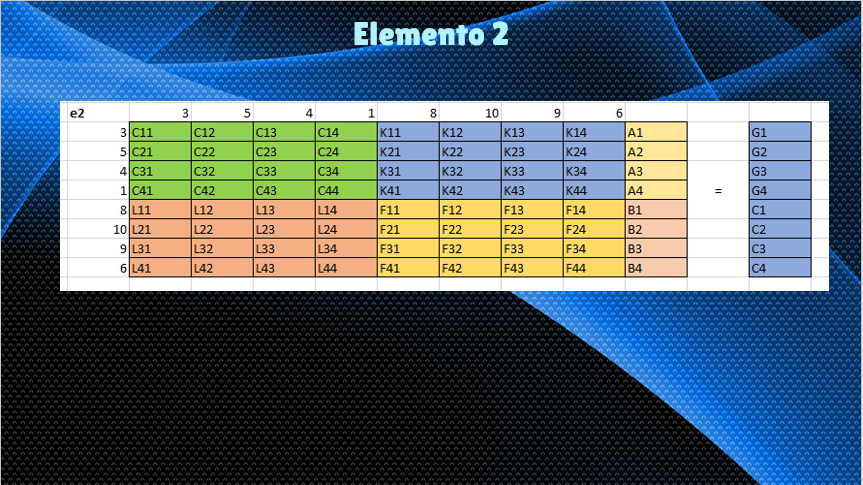 Elemento 2
e2 3 5 4 1 8 10 9 6
3 C11 C12 C13 C14 K11 K12 K13 K14 A1 G1
5 C21 C22 C23 C24 K21 K22 K23 K24 A2 G2
4 C31 C32 C33 C34 K31 K32 K33 K34 A3 G3
1 C41 C42 C43 C44 K41 K42 K43 K44 A4 = G4
8 L11 L12 L13 L14 F11 F12 F13 F14 B1 C1
10 L21 L22 L23 L24 F21 F22 F23 F24 B2 C2
9 L31 L32 L33 L34 F31 F32 F33 F34 B3 C3
6 L41 L42 L43 L44 F41 F42 F43 F44 B4 C4